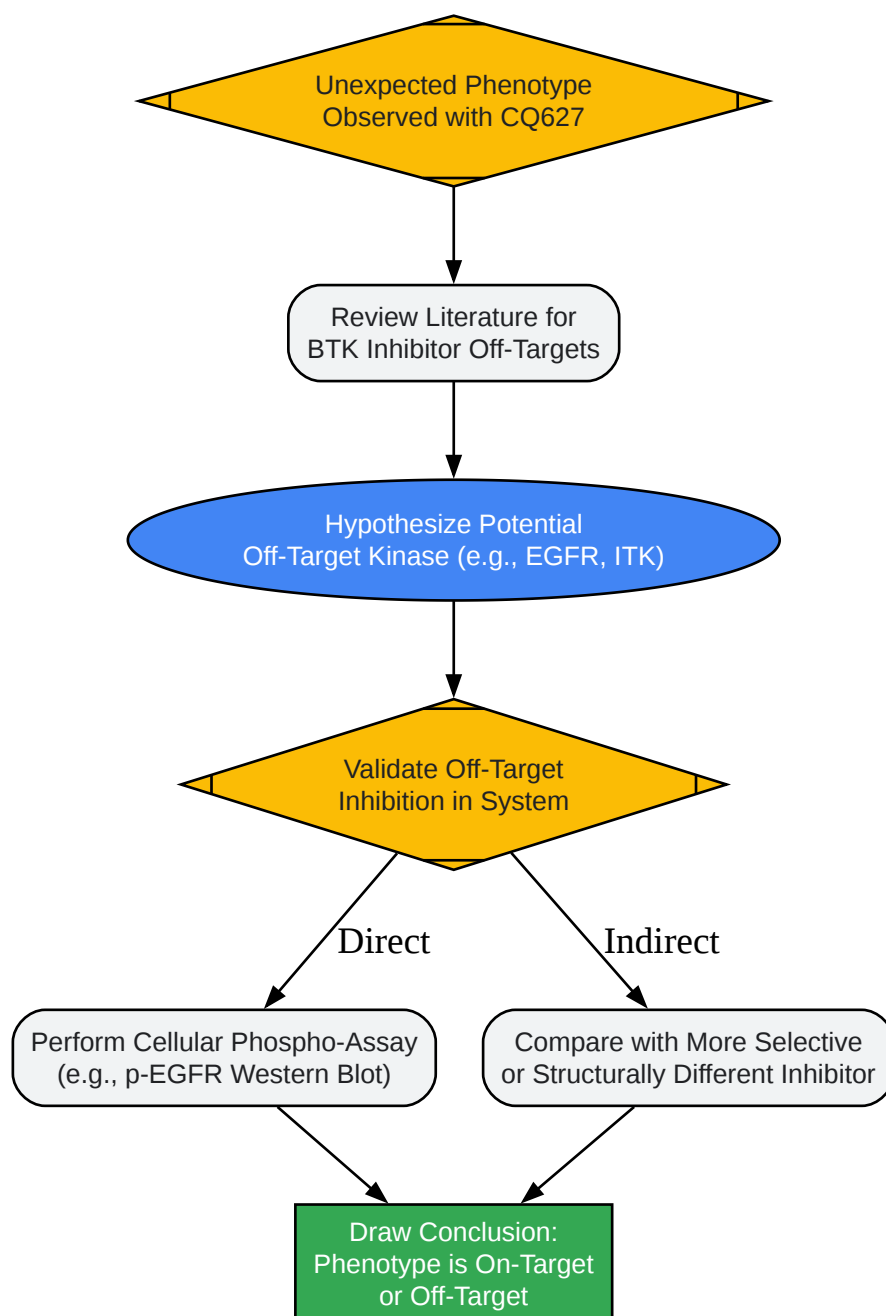 Unexpected Phenotype
Observed with CQ627
Review Literature for
BTK Inhibitor Off-Targets
Hypothesize Potential
Off-Target Kinase (e.g., EGFR, ITK)
Validate Off-Target
Inhibition in System
Direct
Indirect
Perform Cellular Phospho-Assay
(e.g., p-EGFR Western Blot)
Compare with More Selective
or Structurally Different Inhibitor
Draw Conclusion:
Phenotype is On-Target
or Off-Target